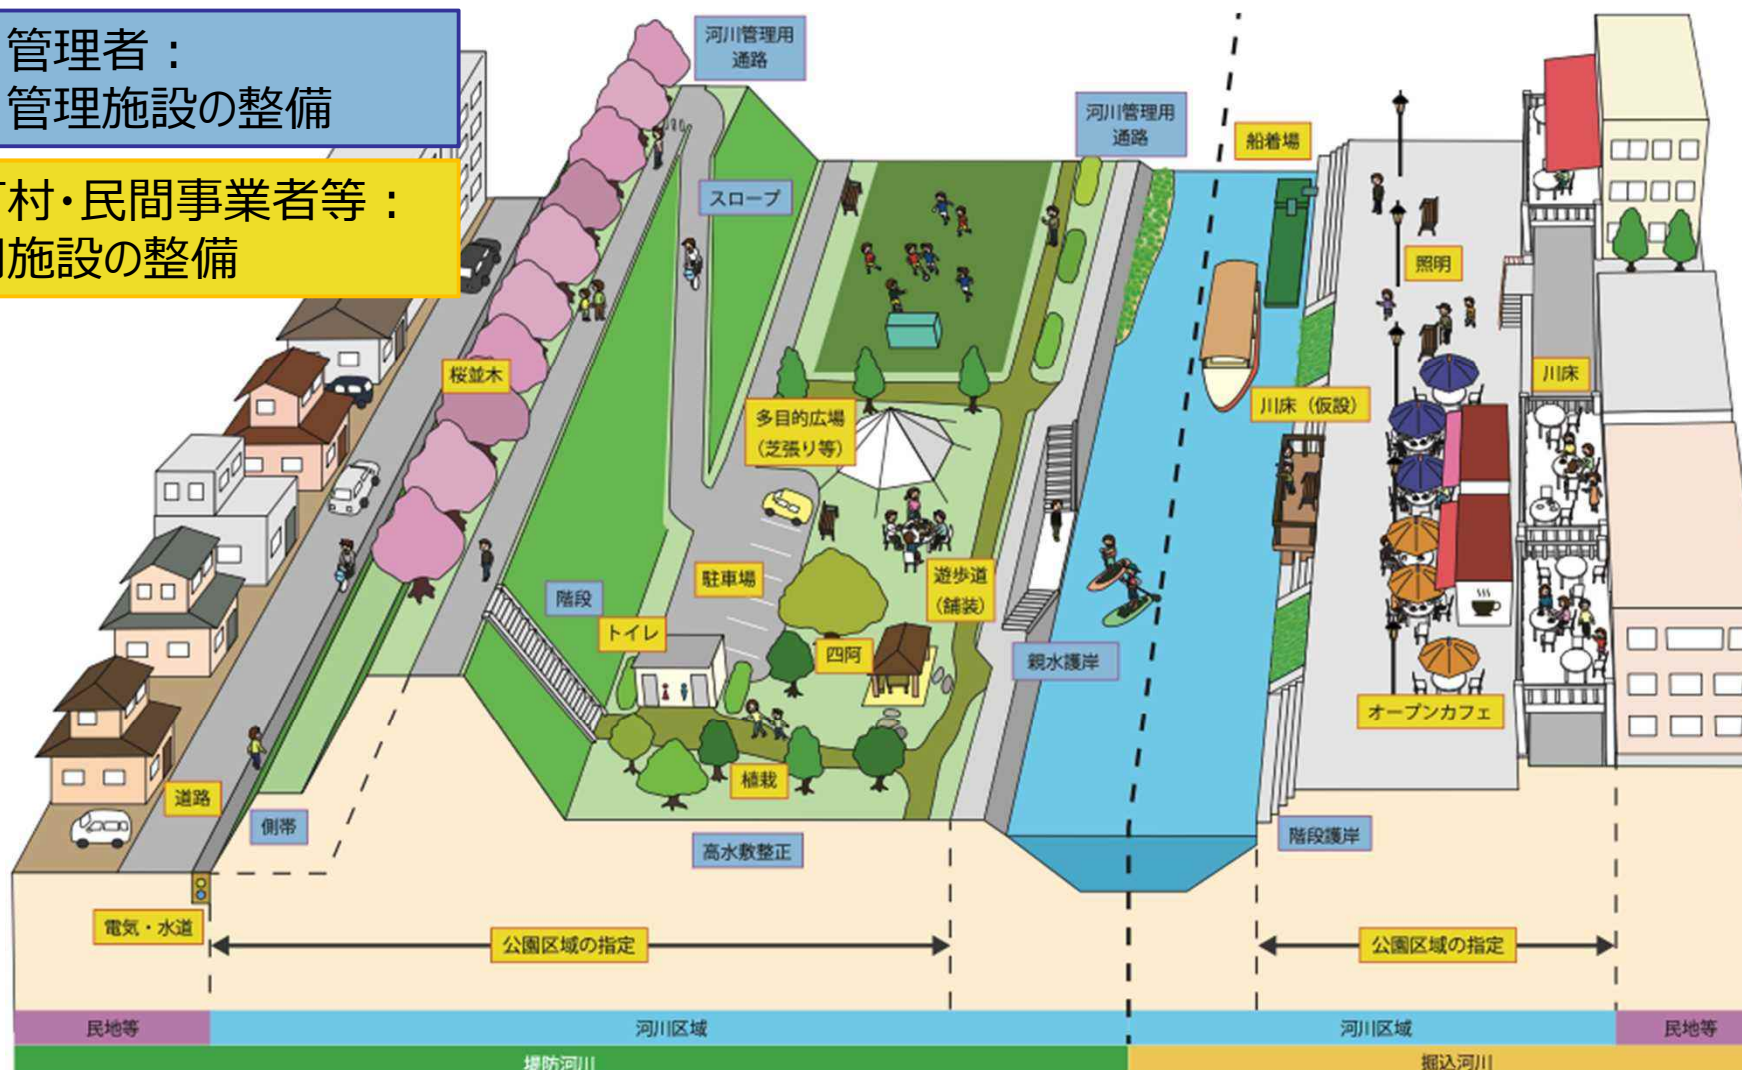 管理者：
管理施設の整備
村・民間事業者等：
施設の整備
河川管理用
通路
河川管理用
通路
船着場
スロープ
照明
桜並木
川床
多目的広場
（芝張り等）
川床（仮設）
駐車場
遊歩道
（舗装）
階段
トイレ
四阿
親水護岸
オープンカフェ
植栽
道路
側帯
高水敷整正
階段護岸
電気・水道
公園区域の指定
公園区域の指定
民地等
河川区域
河川区域
民地等
堤防河川
掘込河川